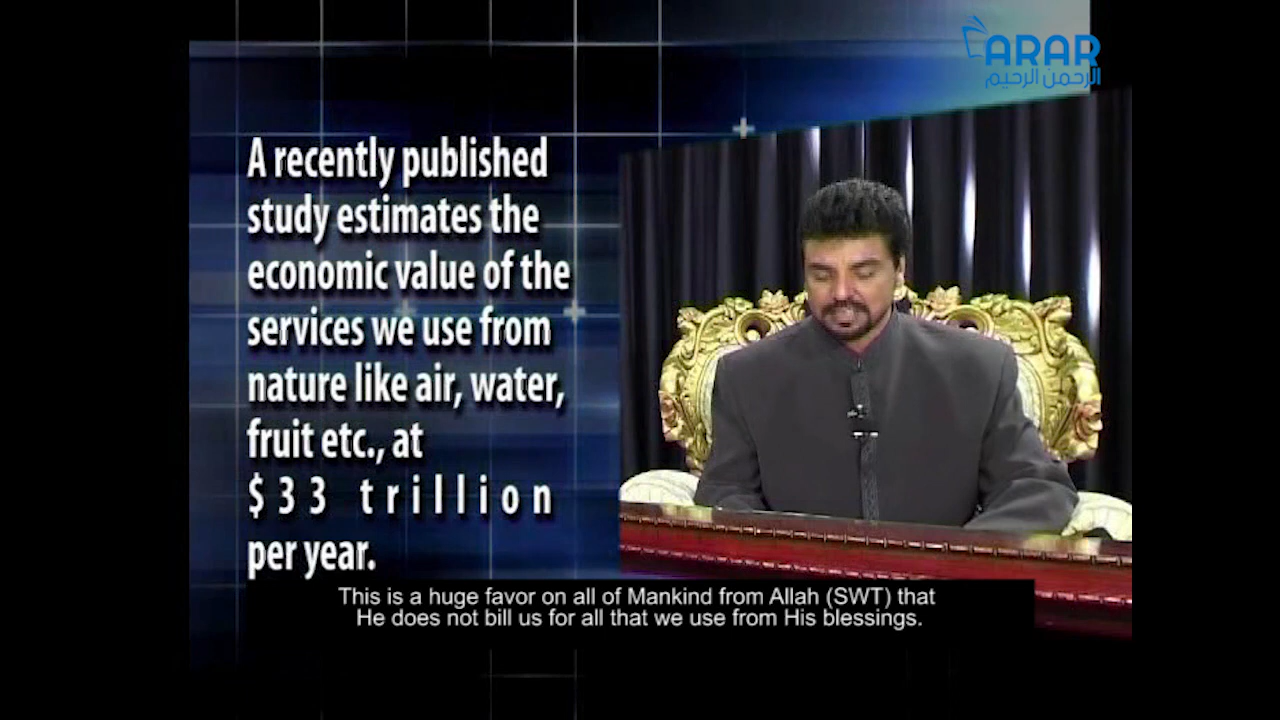 ARAR
الرحمن الرحيم
A recently published
study estimates the
economic value of the
services we use from
nature like air, water,
fruit etc., at
$33 trillion
per year.
This is a huge favor on all of Mankind from Allah (SWT) that
He does not bill us for all that we use from His blessings.